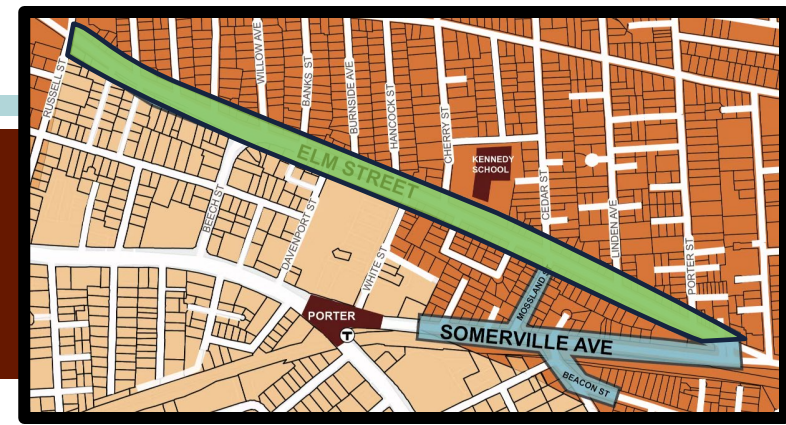 RUSSELL ST
WILLOW AVE
BANKS ST
BURNSIDE AVE
HANCOCK ST
CHERRY ST
KENNEDY
SCHOOL
ELM STREET
CEDAR ST
LINDEN AVE
PORTER ST
BEECH ST
DAVENPORT ST
WHITE ST
MOSSLAND
PORTER
T
SOMERVILLE AVE
BEACON ST